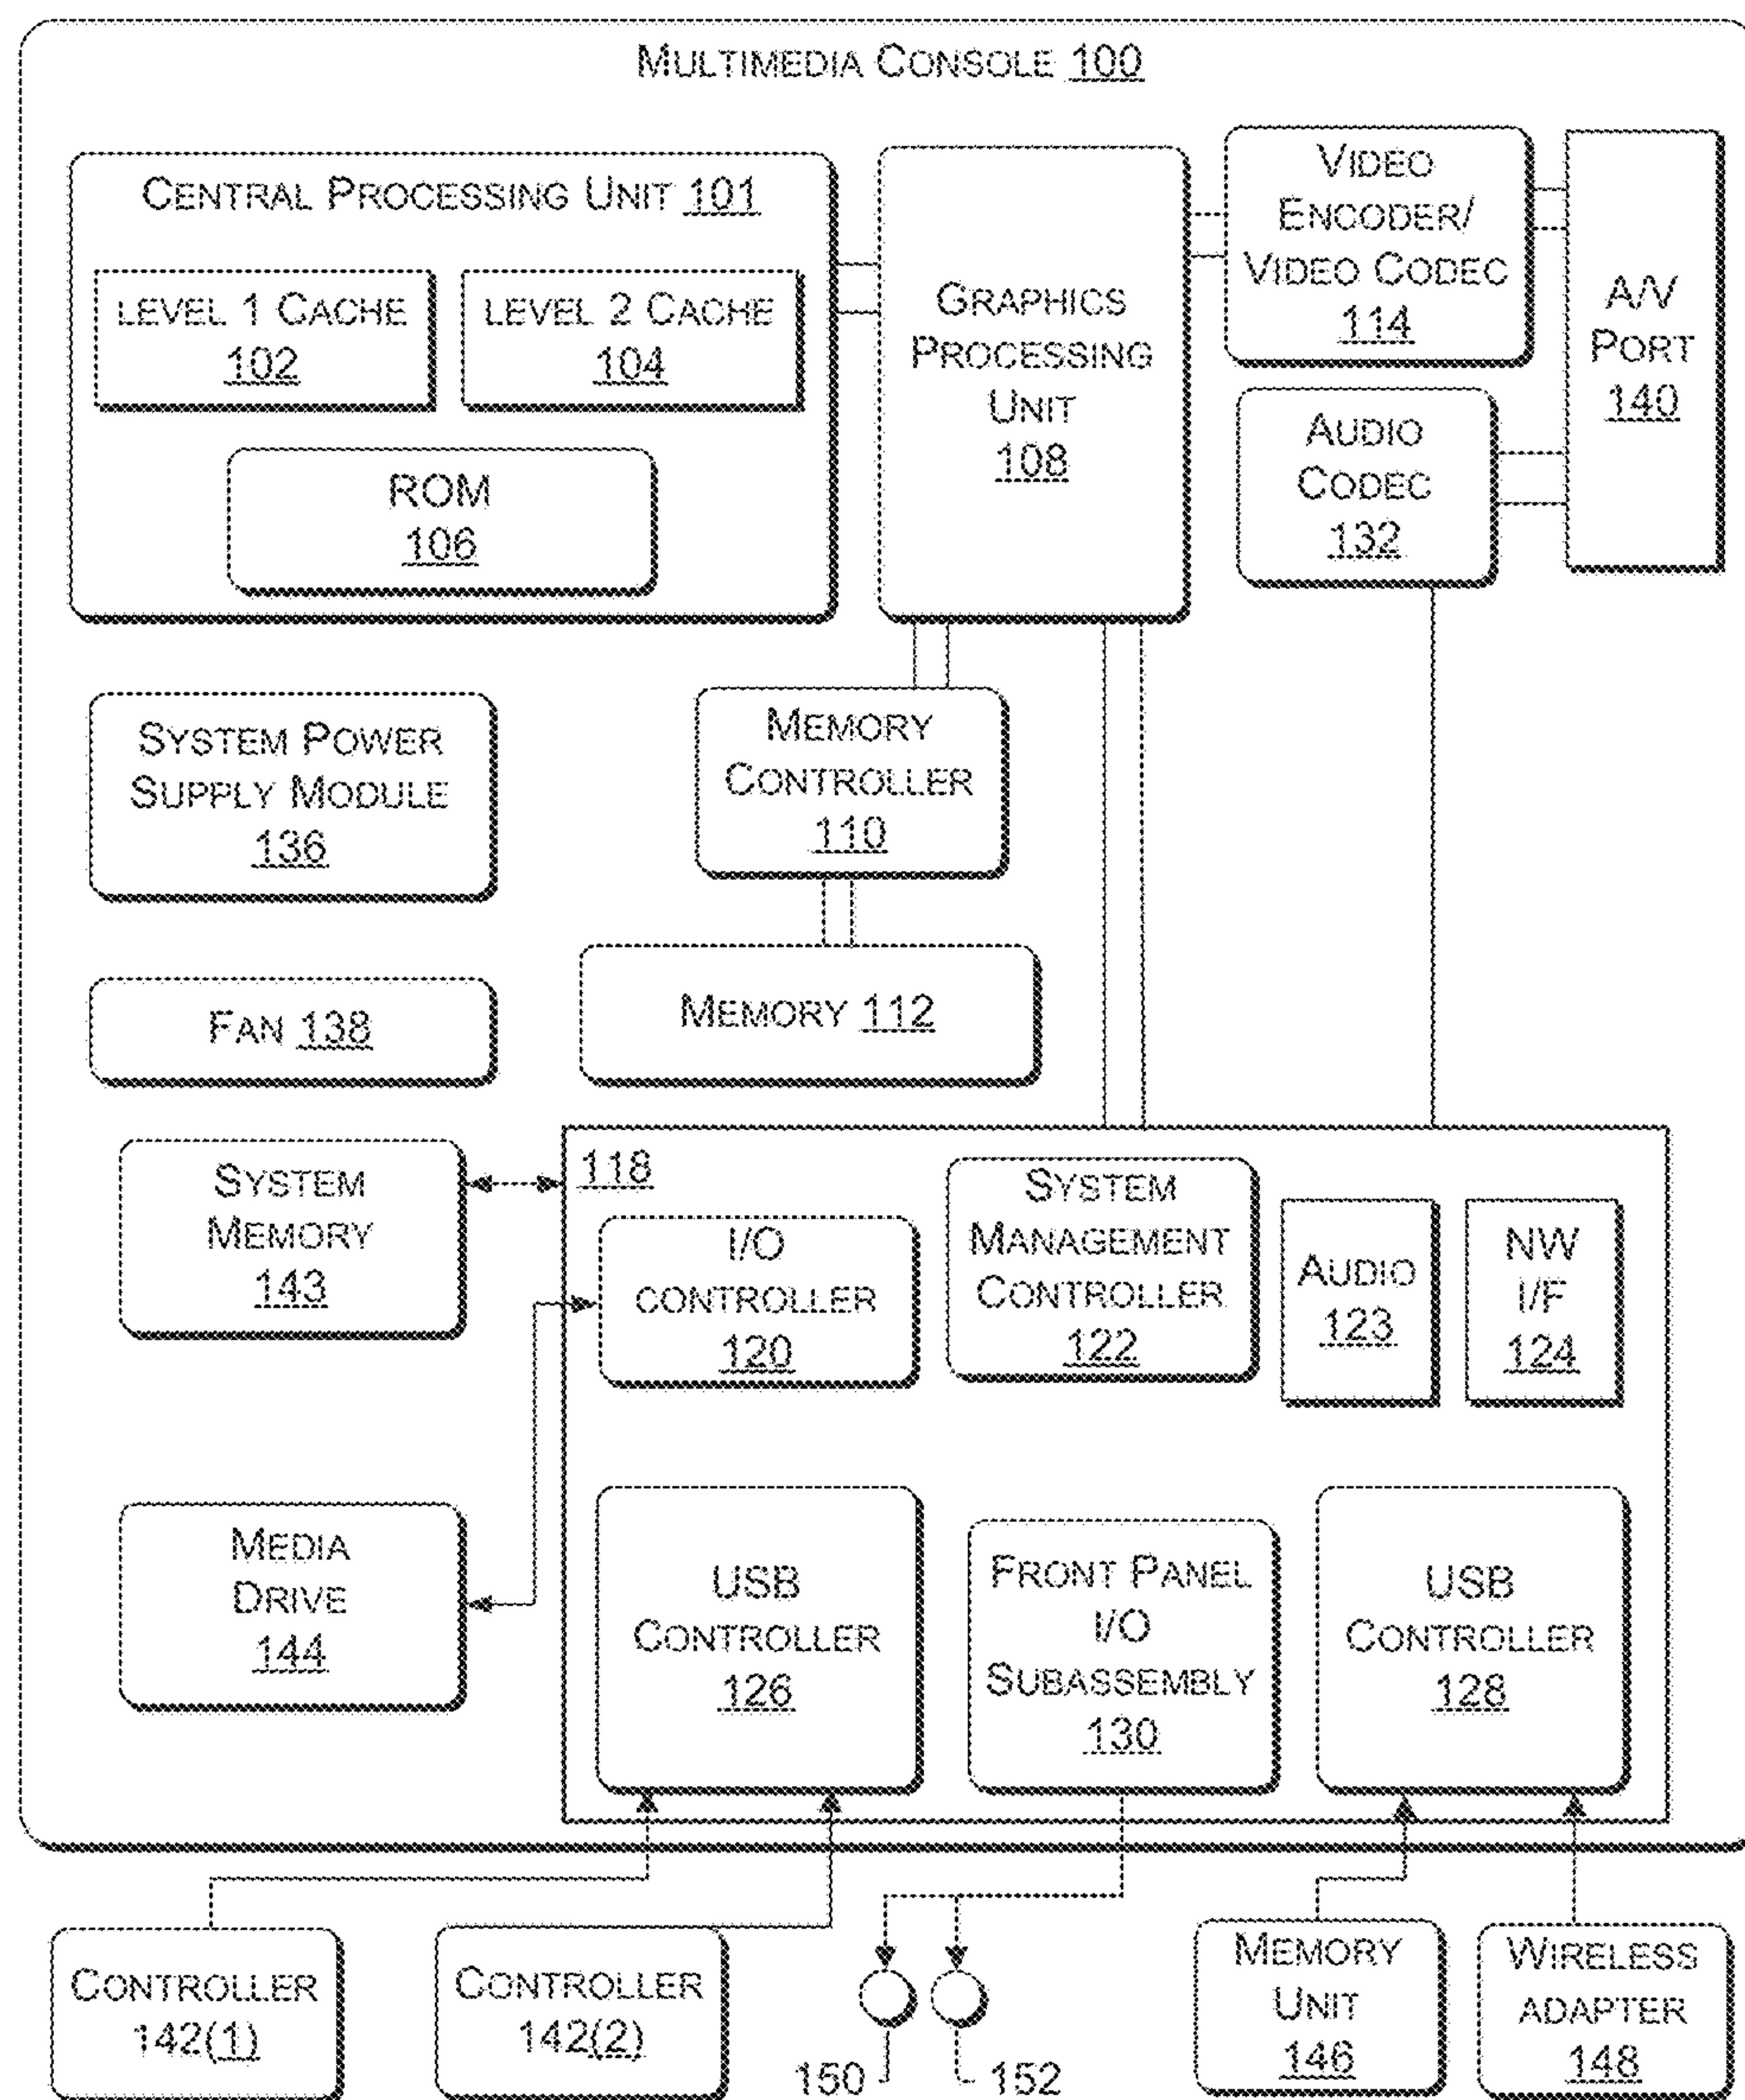 MULTIMEDIA CONSOLE 100
CENTRAL PROCESSING UNIT 101
LEVEL 1 CACHE
102
LEVEL 2 CACHE
104
ROM
106
GRAPHICS
PROCESSING
UNIT
108
VIDEO
ENCODER/
VIDEO CODEC
114
AUDIO
CODEC
132
A/V
PORT
140
SYSTEM POWER
SUPPLY MODULE
136
MEMORY
CONTROLLER
110
FAN 138
MEMORY 112
SYSTEM
MEMORY
143
118
I/O
CONTROLLER
120
SYSTEM
MANAGEMENT
CONTROLLER
122
AUDIO
123
NW
I/F
124
MEDIA
DRIVE
144
USB
CONTROLLER
126
FRONT PANEL
I/O
SUBASSEMBLY
130
USB
CONTROLLER
128
CONTROLLER
142(1)
CONTROLLER
142(2)
150
152
MEMORY
UNIT
146
WIRELESS
ADAPTER
148